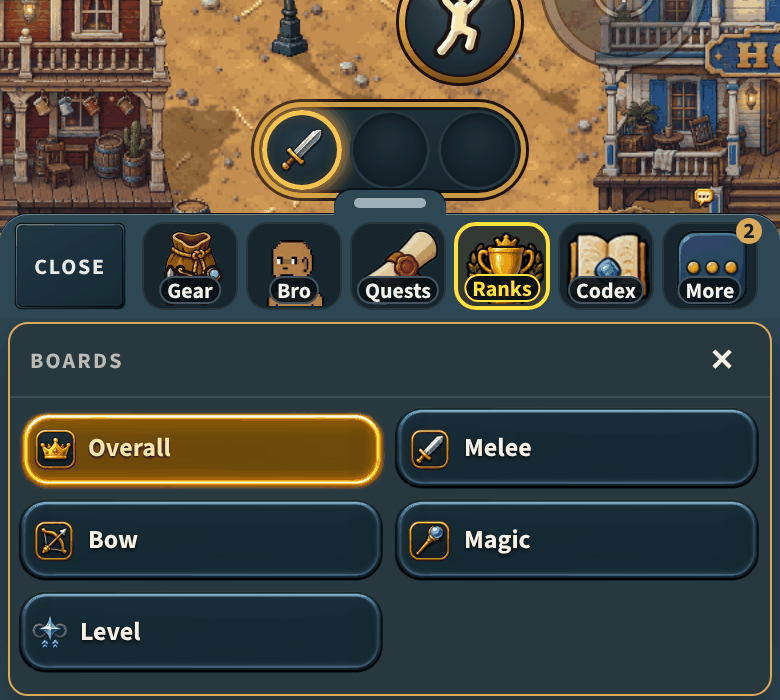 HO
2
CLOSE
Gear
Bro
Quests
Ranks
Codex
More
BOARDS
Overall
Melee
Bow
Magic
Level